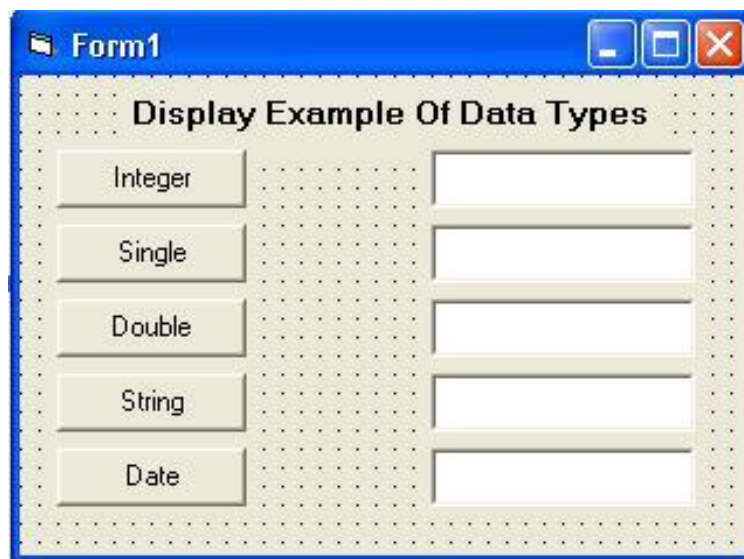 Form1
Display Example Of Data Types
Integer
Single
Double
String
Date